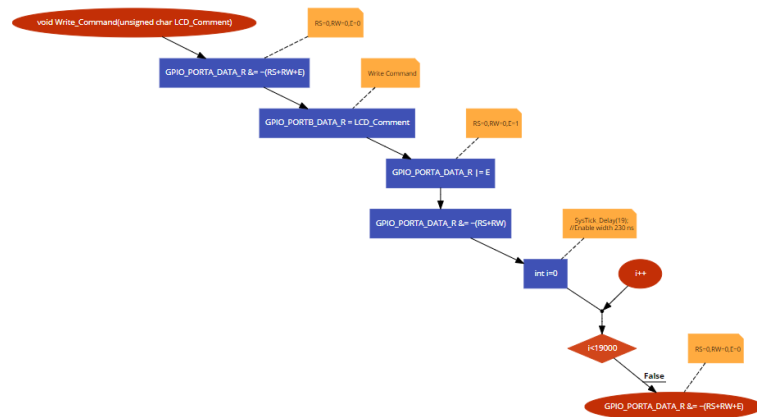 void Write_Command(unsigned char LCD_Comment)
RS=0,RW=0,E=0
GPIO_PORTA_DATA_R &= ~(RS+RW+E)
Write Command
GPIO_PORTB_DATA_R = LCD_Comment
RS=0,RW=0,E=1
GPIO_PORTA_DATA_R |= E
GPIO_PORTA_DATA_R &= ~(RS+RW)
SysTick_Delay(19);
//Enable width 230 ns
int i=0
i++
i<19000
RS=0,RW=0,E=0
False
GPIO_PORTA_DATA_R &= ~(RS+RW+E)